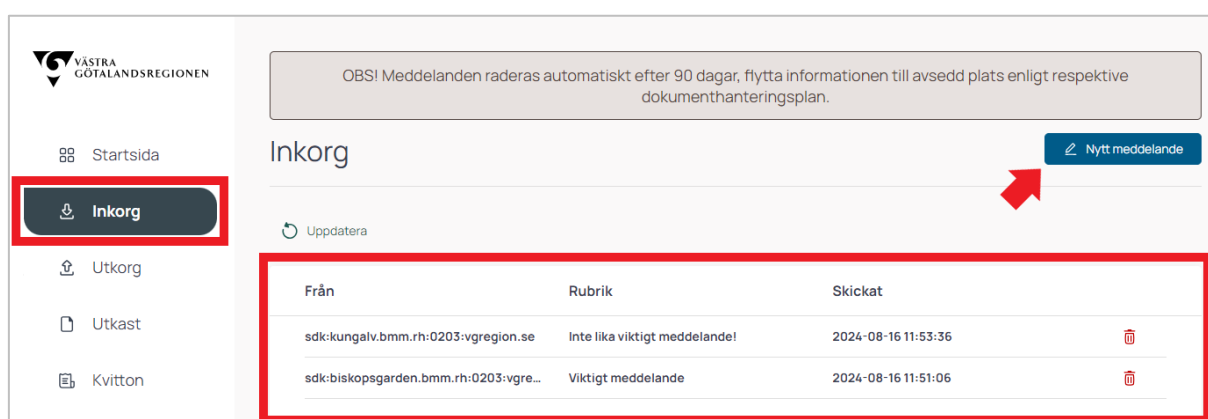 VÄSTRA
GÖTALANDSREGIONEN
OBS! Meddelanden raderas automatiskt efter 90 dagar, flytta informationen till avsedd plats enligt respektive
dokumenthanteringsplan.
Startsida
Inkorg
Nytt meddelande
Inkorg
Uppdatera
Utkorg
Från Rubrik Skickat
Utkast
sdk:kungalv.bmm.rh:0203:vgregion.se Inte lika viktigt meddelande! 2024-08-16 11:53:36
Kvitton
sdk:biskopsgarden.bmm.rh:0203:vgre... Viktigt meddelande 2024-08-16 11:51:06